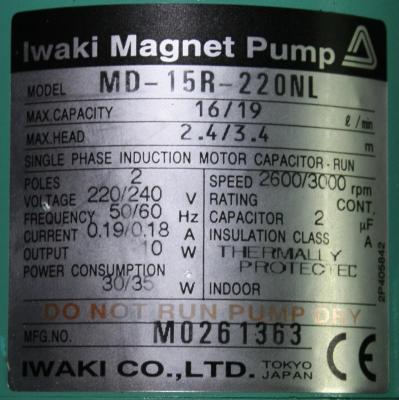 Iwaki Magnet Pump
MODEL MD-15R-220NL
MAX.CAPACITY 16/19 ℓ/min
MAX.HEAD 2.4/3.4 m
SINGLE PHASE INDUCTION MOTOR CAPACITOR-RUN
POLES 2 SPEED 2600/3000 rpm
VOLTAGE 220/240 V RATING CONT.
FREQUENCY 50/60 Hz CAPACITOR 2 µF
CURRENT 0.19/0.18 A INSULATION CLASS A
OUTPUT 10 W THERMALLY PROTECTED
POWER CONSUMPTION 30/35 W INDOOR
2P405842
DO NOT RUN PUMP DRY
MFG.NO. M0261363
IWAKI CO.,LTD. TOKYO JAPAN CE